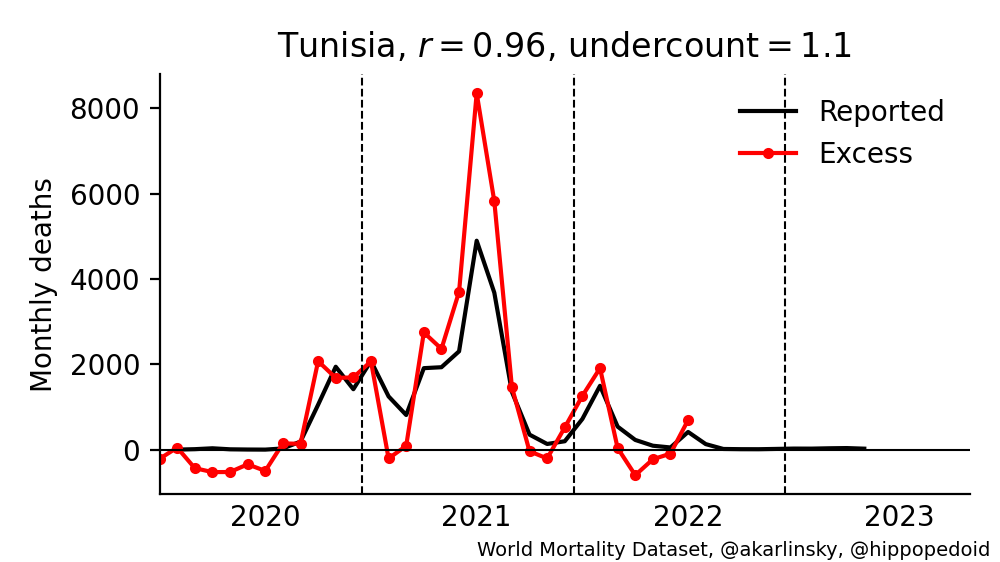 Tunisia, r = 0.96, undercount = 1.1
Reported
Excess
Monthly deaths
8000
6000
4000
2000
0
2020 2021 2022 2023
World Mortality Dataset, @akarlinsky, @hippopedoid